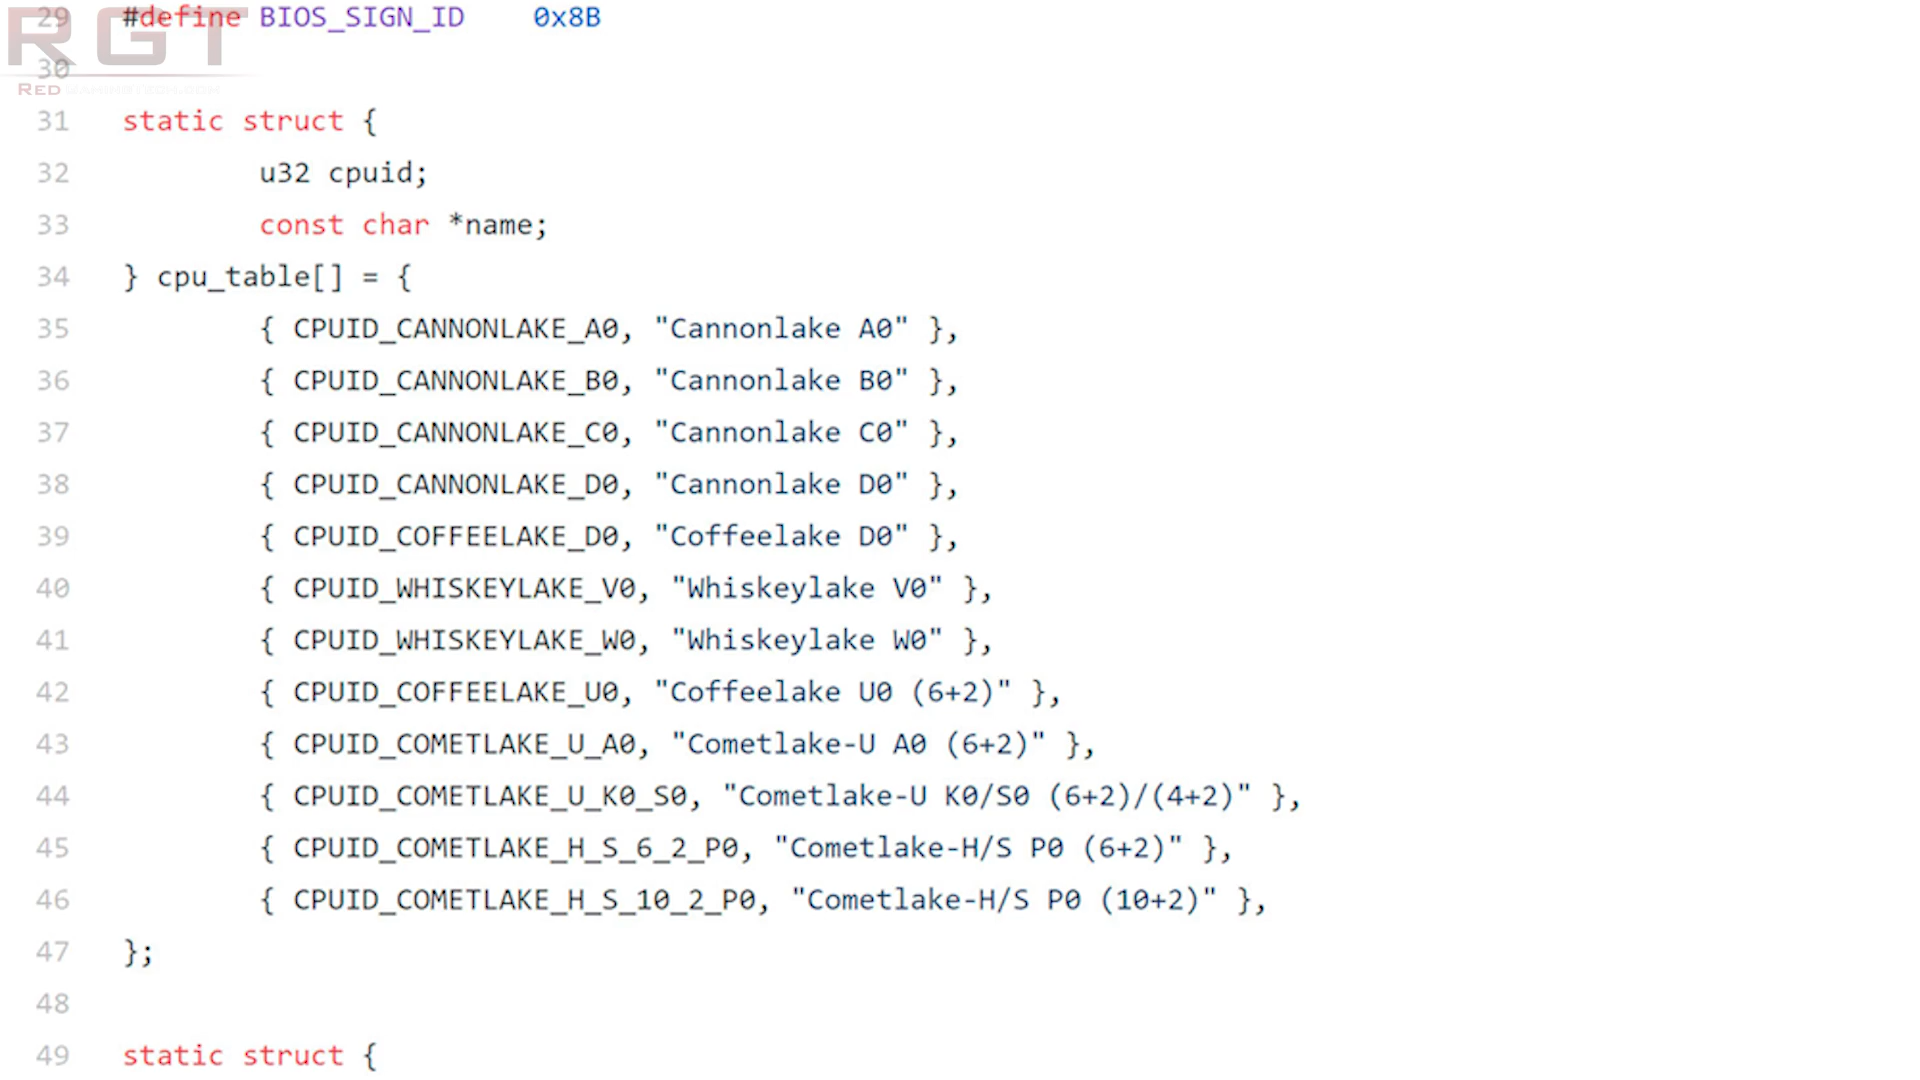 RGT
RED GAMINGTECH.COM
29 #define BIOS_SIGN_ID 0x8B
30
31 static struct {
32 u32 cpuid;
33 const char *name;
34 } cpu_table[] = {
35 { CPUID_CANNONLAKE_A0, "Cannonlake A0" },
36 { CPUID_CANNONLAKE_B0, "Cannonlake B0" },
37 { CPUID_CANNONLAKE_C0, "Cannonlake C0" },
38 { CPUID_CANNONLAKE_D0, "Cannonlake D0" },
39 { CPUID_COFFEELAKE_D0, "Coffeelake D0" },
40 { CPUID_WHISKEYLAKE_V0, "Whiskeylake V0" },
41 { CPUID_WHISKEYLAKE_W0, "Whiskeylake W0" },
42 { CPUID_COFFEELAKE_U0, "Coffeelake U0 (6+2)" },
43 { CPUID_COMETLAKE_U_A0, "Cometlake-U A0 (6+2)" },
44 { CPUID_COMETLAKE_U_K0_S0, "Cometlake-U K0/S0 (6+2)/(4+2)" },
45 { CPUID_COMETLAKE_H_S_6_2_P0, "Cometlake-H/S P0 (6+2)" },
46 { CPUID_COMETLAKE_H_S_10_2_P0, "Cometlake-H/S P0 (10+2)" },
47 };
48
49 static struct {